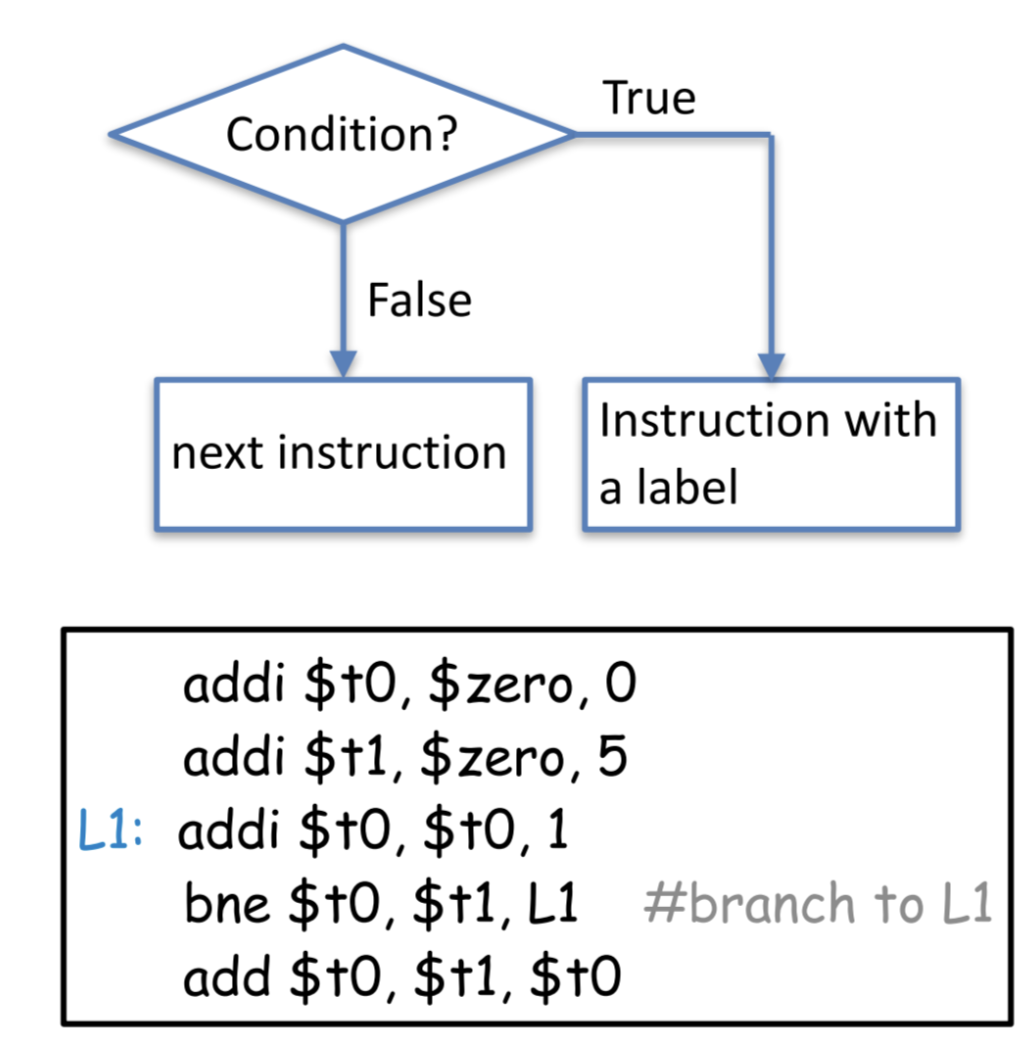 Condition?
True
False
next instruction
Instruction with
a label
addi $t0, $zero, 0
addi $t1, $zero, 5
L1: addi $t0, $t0, 1
bne $t0, $t1, L1 #branch to L1
add $t0, $t1, $t0